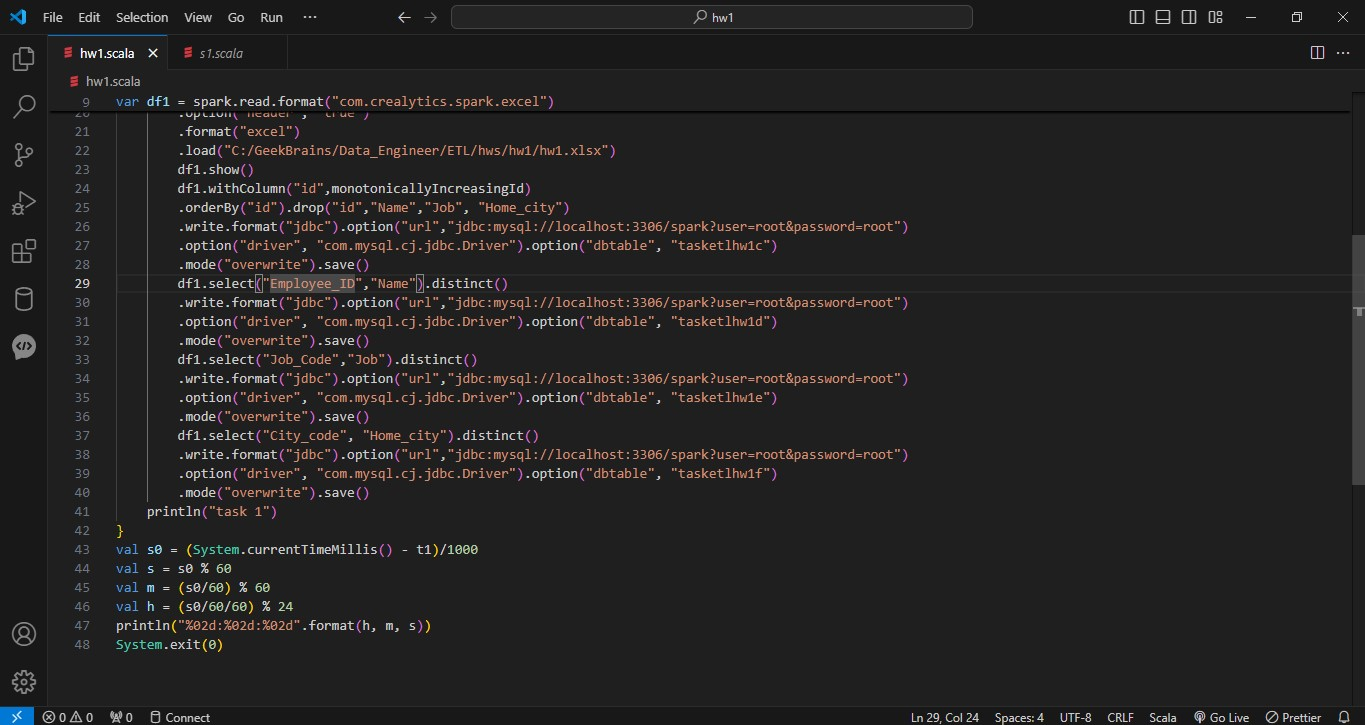 File Edit Selection View Go Run ··· hw1
hw1.scala s1.scala
hw1.scala
9 var df1 = spark.read.format("com.crealytics.spark.excel")
20 .option("header", "true")
21 .format("excel")
22 .load("C:/GeekBrains/Data_Engineer/ETL/hws/hw1/hw1.xlsx")
23 df1.show()
24 df1.withColumn("id",monotonicallyIncreasingId)
25 .orderBy("id").drop("id","Name","Job", "Home_city")
26 .write.format("jdbc").option("url","jdbc:mysql://localhost:3306/spark?user=root&password=root")
27 .option("driver", "com.mysql.cj.jdbc.Driver").option("dbtable", "tasketlhw1c")
28 .mode("overwrite").save()
29 df1.select("Employee_ID","Name").distinct()
30 .write.format("jdbc").option("url","jdbc:mysql://localhost:3306/spark?user=root&password=root")
31 .option("driver", "com.mysql.cj.jdbc.Driver").option("dbtable", "tasketlhw1d")
32 .mode("overwrite").save()
33 df1.select("Job_Code","Job").distinct()
34 .write.format("jdbc").option("url","jdbc:mysql://localhost:3306/spark?user=root&password=root")
35 .option("driver", "com.mysql.cj.jdbc.Driver").option("dbtable", "tasketlhw1e")
36 .mode("overwrite").save()
37 df1.select("City_code", "Home_city").distinct()
38 .write.format("jdbc").option("url","jdbc:mysql://localhost:3306/spark?user=root&password=root")
39 .option("driver", "com.mysql.cj.jdbc.Driver").option("dbtable", "tasketlhw1f")
40 .mode("overwrite").save()
41 println("task 1")
42 }
43 val s0 = (System.currentTimeMillis() - t1)/1000
44 val s = s0 % 60
45 val m = (s0/60) % 60
46 val h = (s0/60/60) % 24
47 println("%02d:%02d:%02d".format(h, m, s))
48 System.exit(0)
0 0 0 Connect Ln 29, Col 24 Spaces: 4 UTF-8 CRLF Scala Go Live Prettier